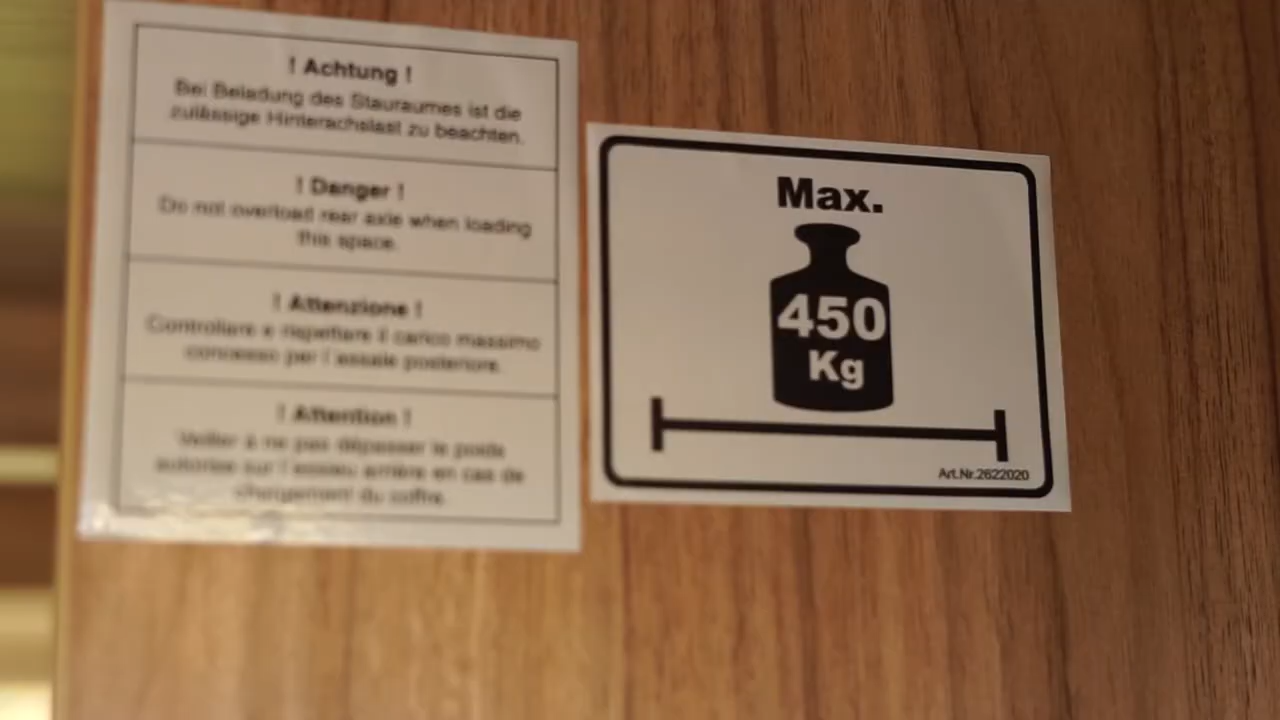 ! Achtung !
Bei Beladung des Stauraumes ist die
zulässige Hinterachslast zu beachten.
! Danger !
Do not overload rear axle when loading
this space.
! Attenzione !
Controllare e rispettare il carico massimo
concesso per l'assale posteriore.
! Attention !
Veiller à ne pas dépasser le poids
autorise sur l'essieu arrière en cas de
chargement du coffre.
Max.
450
Kg
Art.Nr.2622020